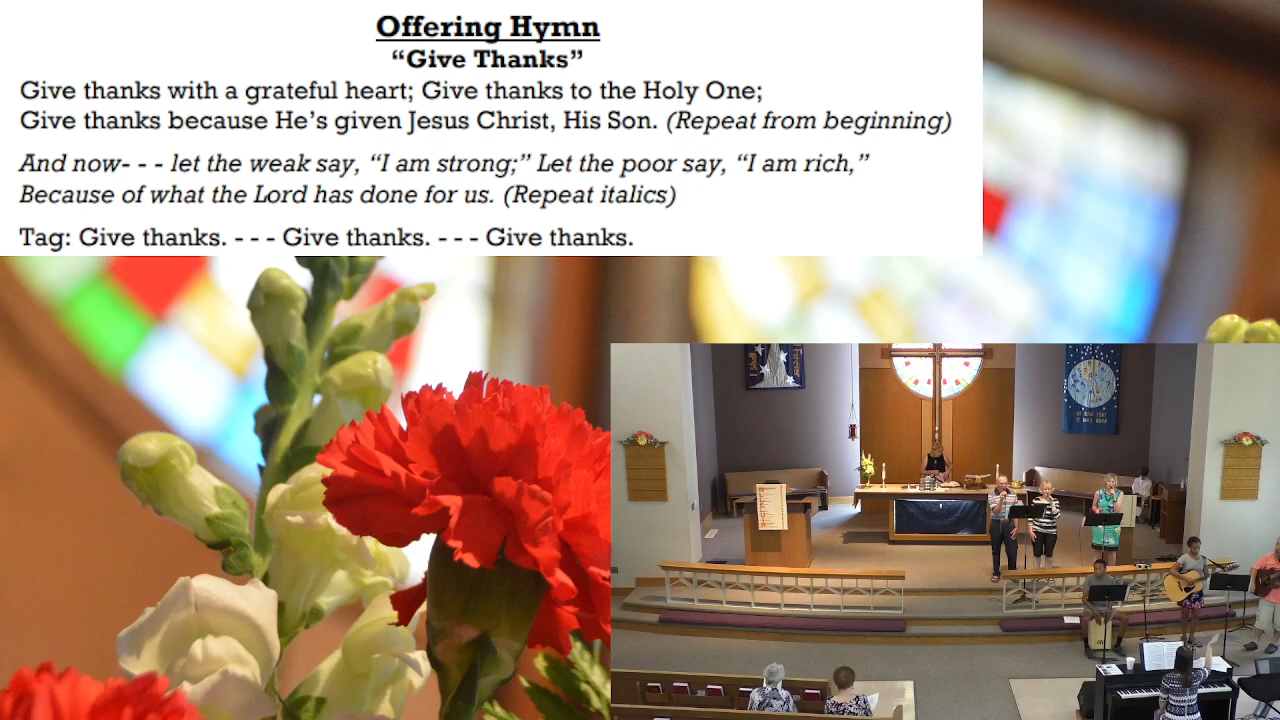 Offering Hymn
“Give Thanks”
Give thanks with a grateful heart; Give thanks to the Holy One;
Give thanks because He’s given Jesus Christ, His Son. (Repeat from beginning)
And now- - - let the weak say, “I am strong;” Let the poor say, “I am rich,”
Because of what the Lord has done for us. (Repeat italics)
Tag: Give thanks. - - - Give thanks. - - - Give thanks.